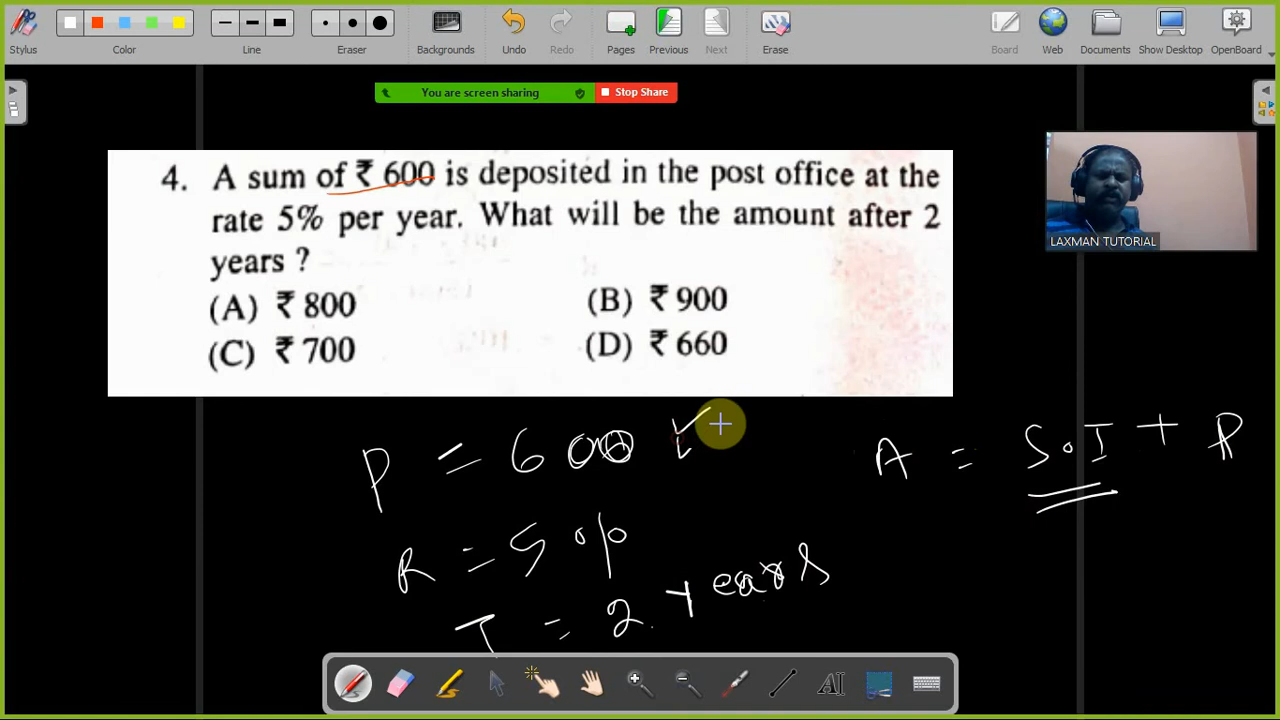 Stylus Color Line Eraser Backgrounds Undo Redo Pages Previous Next Erase Board Web Documents Show Desktop OpenBoard
You are screen sharing Stop Share
4. A sum of ₹ 600 is deposited in the post office at the
rate 5% per year. What will be the amount after 2
years ?
(A) ₹ 800 (B) ₹ 900
(C) ₹ 700 (D) ₹ 660
LAXMAN TUTORIAL
P = 600 A = S.I + P
R = 5%
T = 2 years
AI